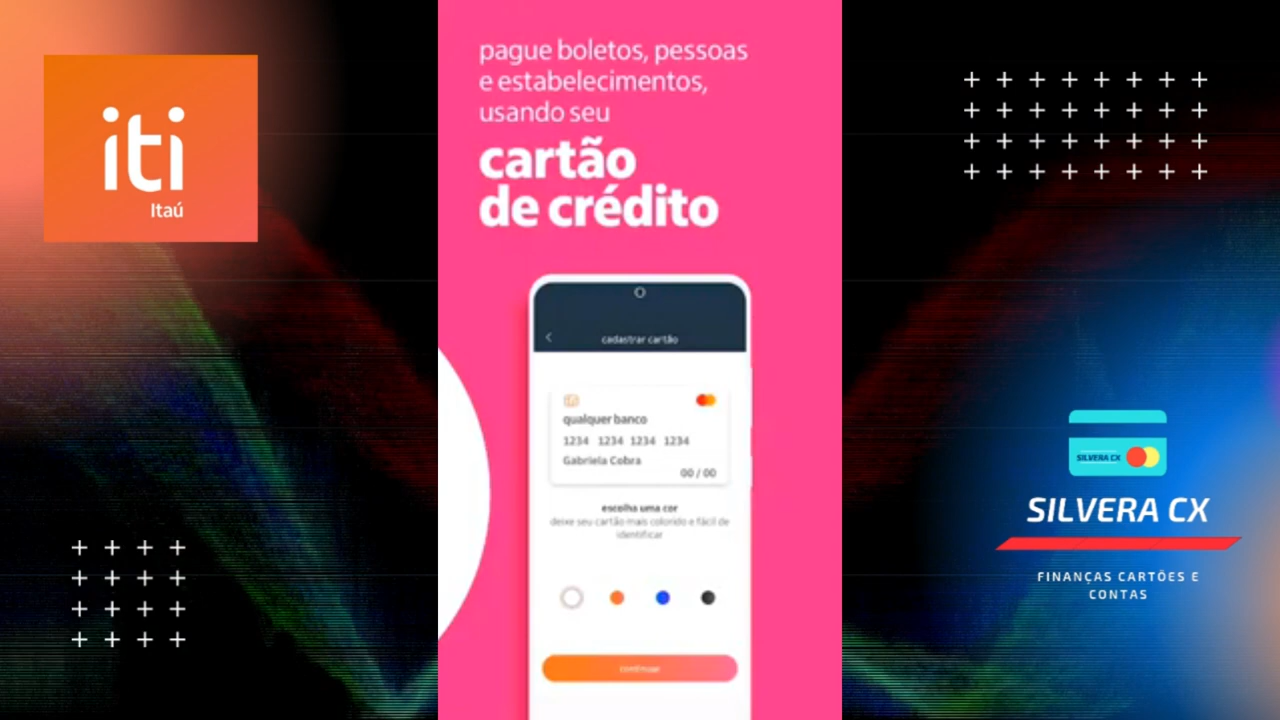 iti
Itaú
pague boletos, pessoas
e estabelecimentos,
usando seu
cartão
de crédito
cadastrar cartão
qualquer banco
1234 1234 1234 1234
Gabriela Cobra
00 / 00
escolha uma cor
deixe seu cartão mais colorido e fácil de
identificar
continuar
SILVERA CX
SILVERA CX
FINANÇAS CARTÕES E
CONTAS